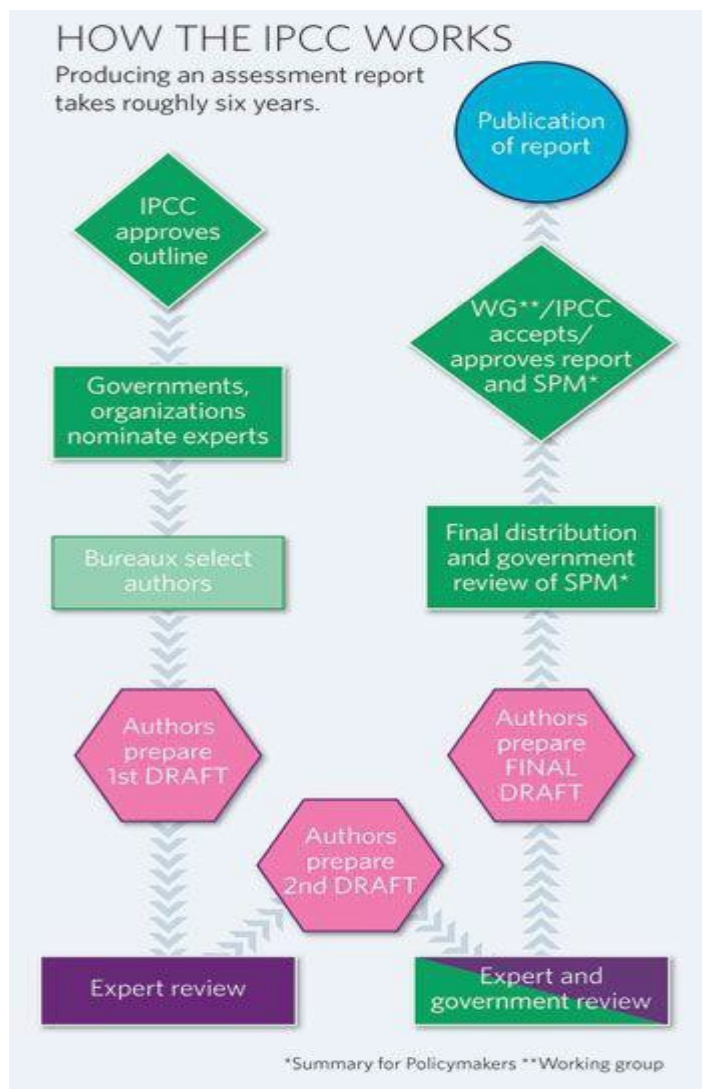 HOW THE IPCC WORKS
Producing an assessment report
takes roughly six years.
IPCC
approves
outline
Governments,
organizations
nominate experts
Bureaux select
authors
Authors
prepare
1st DRAFT
Expert review
Authors
prepare
2nd DRAFT
Expert and
government review
Authors
prepare
FINAL
DRAFT
Final distribution
and government
review of SPM*
WG**/IPCC
accepts/
approves report
and SPM*
Publication
of report
*Summary for Policymakers **Working group